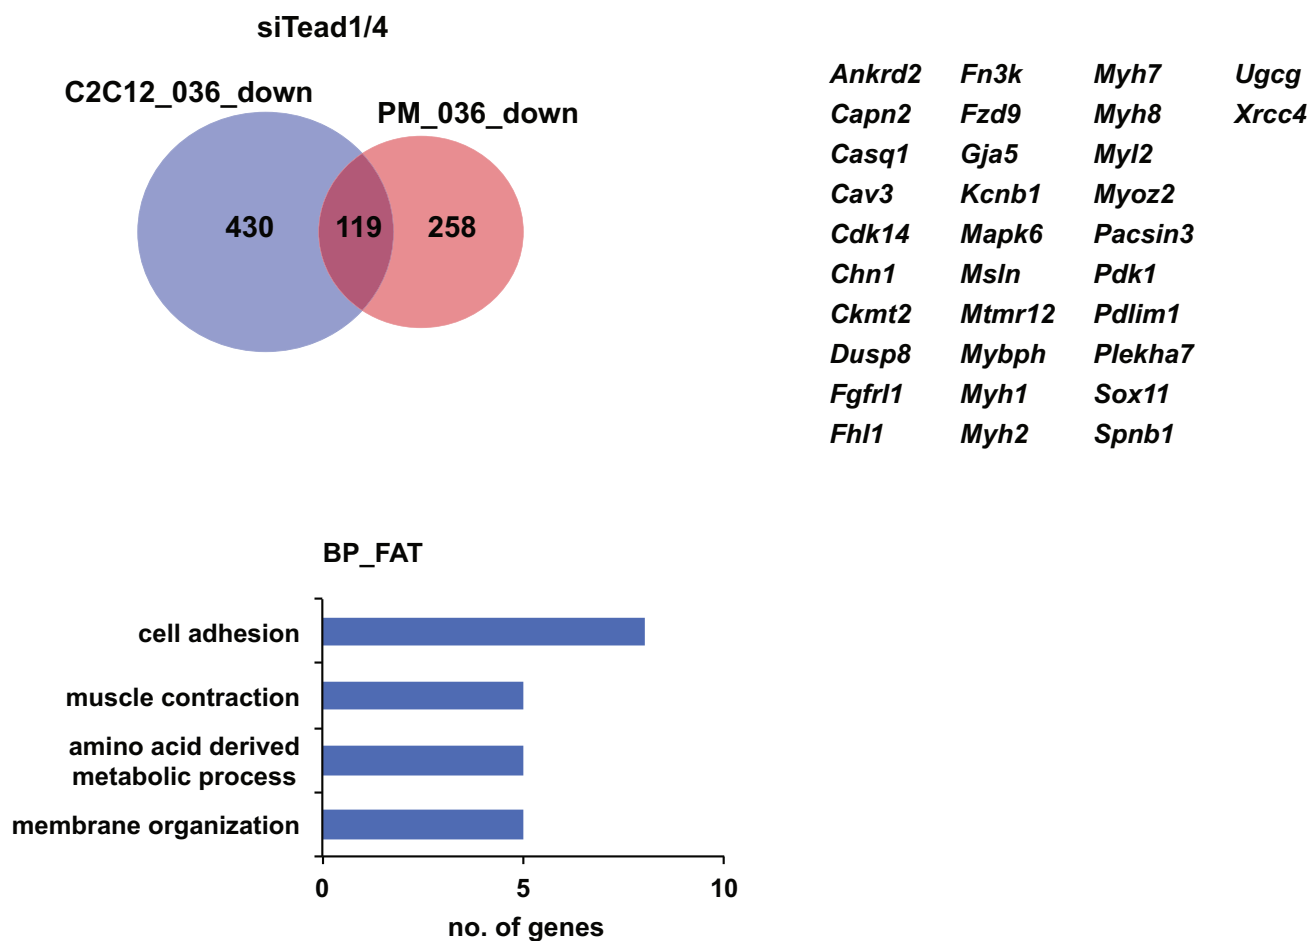 siTead1/4
C2C12_036_down
PM_036_down
430 119 258
Ankrd2 Fn3k Myh7 Ugcg
Capn2 Fzd9 Myh8 Xrcc4
Casq1 Gja5 Myl2
Cav3 Kcnb1 Myoz2
Cdk14 Mapk6 Pacsin3
Chn1 Msln Pdk1
Ckmt2 Mtmr12 Pdlim1
Dusp8 Mybph Plekha7
Fgfrl1 Myh1 Sox11
Fhl1 Myh2 Spnb1
BP_FAT
cell adhesion
muscle contraction
amino acid derived
metabolic process
membrane organization
0 5 10
no. of genes